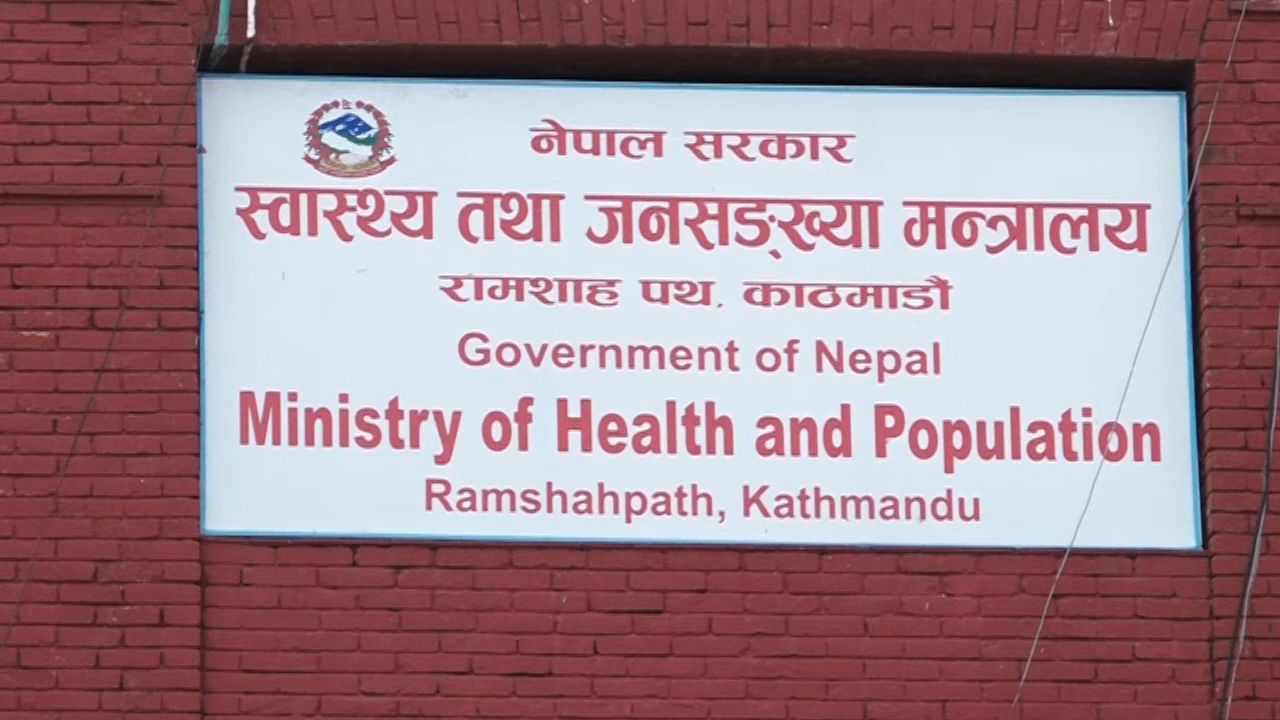 नेपाल सरकार
स्वास्थ्य तथा जनसङ्ख्या मन्त्रालय
रामशाह पथ, काठमाडौं
Government of Nepal
Ministry of Health and Population
Ramshahpath, Kathmandu